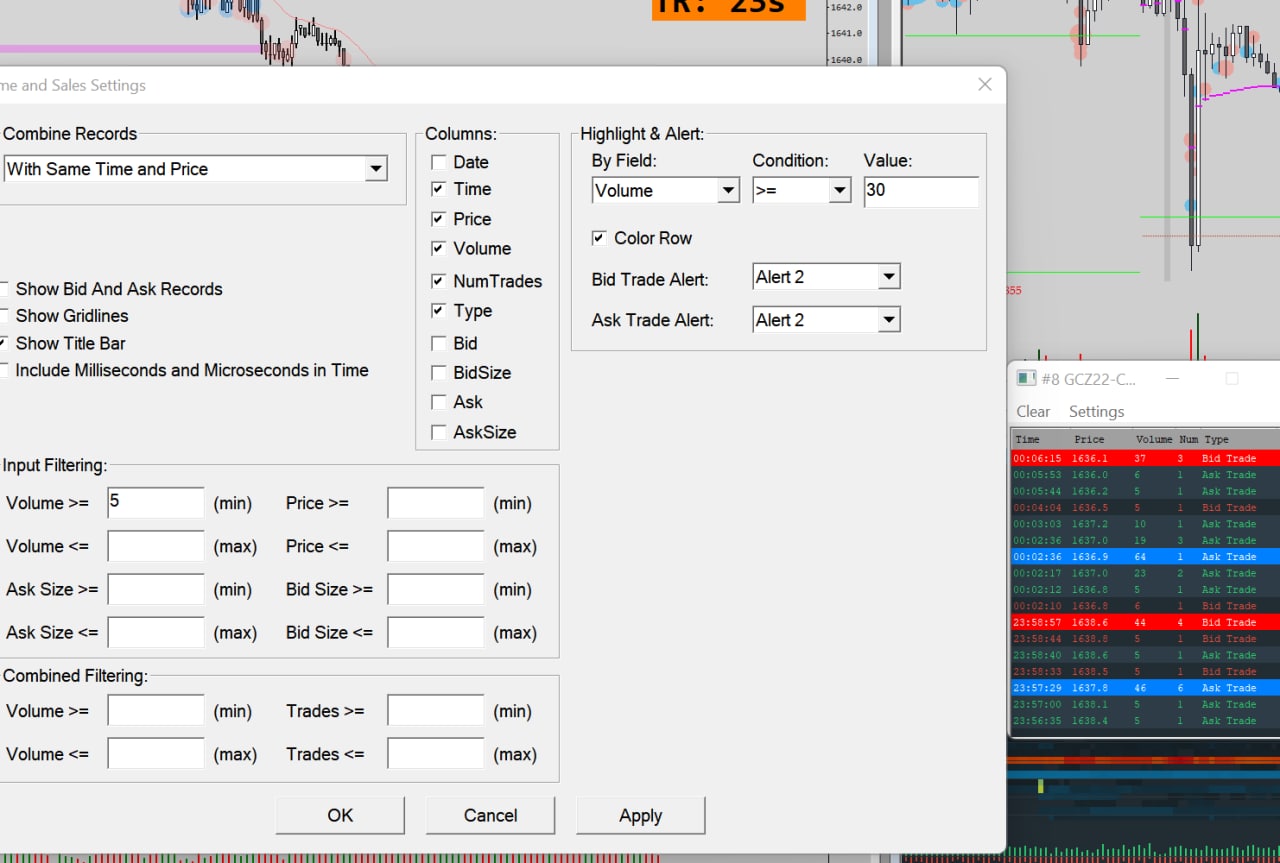 TR: 23s
1642.0
1641.0
1640.0
me and Sales Settings
Combine Records
With Same Time and Price
Show Bid And Ask Records
Show Gridlines
Show Title Bar
Include Milliseconds and Microseconds in Time
Columns:
Date
Time
Price
Volume
NumTrades
Type
Bid
BidSize
Ask
AskSize
Highlight & Alert:
By Field: Condition: Value:
Volume >= 30
Color Row
Bid Trade Alert: Alert 2
Ask Trade Alert: Alert 2
Input Filtering:
Volume >= 5 (min) Price >= (min)
Volume <= (max) Price <= (max)
Ask Size >= (min) Bid Size >= (min)
Ask Size <= (max) Bid Size <= (max)
Combined Filtering:
Volume >= (min) Trades >= (min)
Volume <= (max) Trades <= (max)
OK Cancel Apply
355
#8 GCZ22-C...
Clear Settings
Time Price Volume Num Type
00:06:15 1636.1 37 3 Bid Trade
00:05:53 1636.0 6 1 Ask Trade
00:05:44 1636.2 5 1 Ask Trade
00:04:04 1636.5 5 1 Bid Trade
00:03:03 1637.2 10 1 Ask Trade
00:02:36 1637.0 19 3 Ask Trade
00:02:36 1636.9 64 1 Ask Trade
00:02:17 1637.0 23 2 Ask Trade
00:02:12 1636.8 5 1 Ask Trade
00:02:10 1636.8 6 1 Bid Trade
23:58:57 1638.6 44 4 Bid Trade
23:58:44 1638.8 5 1 Bid Trade
23:58:40 1638.6 5 1 Ask Trade
23:58:33 1638.5 5 1 Bid Trade
23:57:29 1637.8 46 6 Ask Trade
23:57:00 1638.1 5 1 Ask Trade
23:56:35 1638.4 5 1 Ask Trade